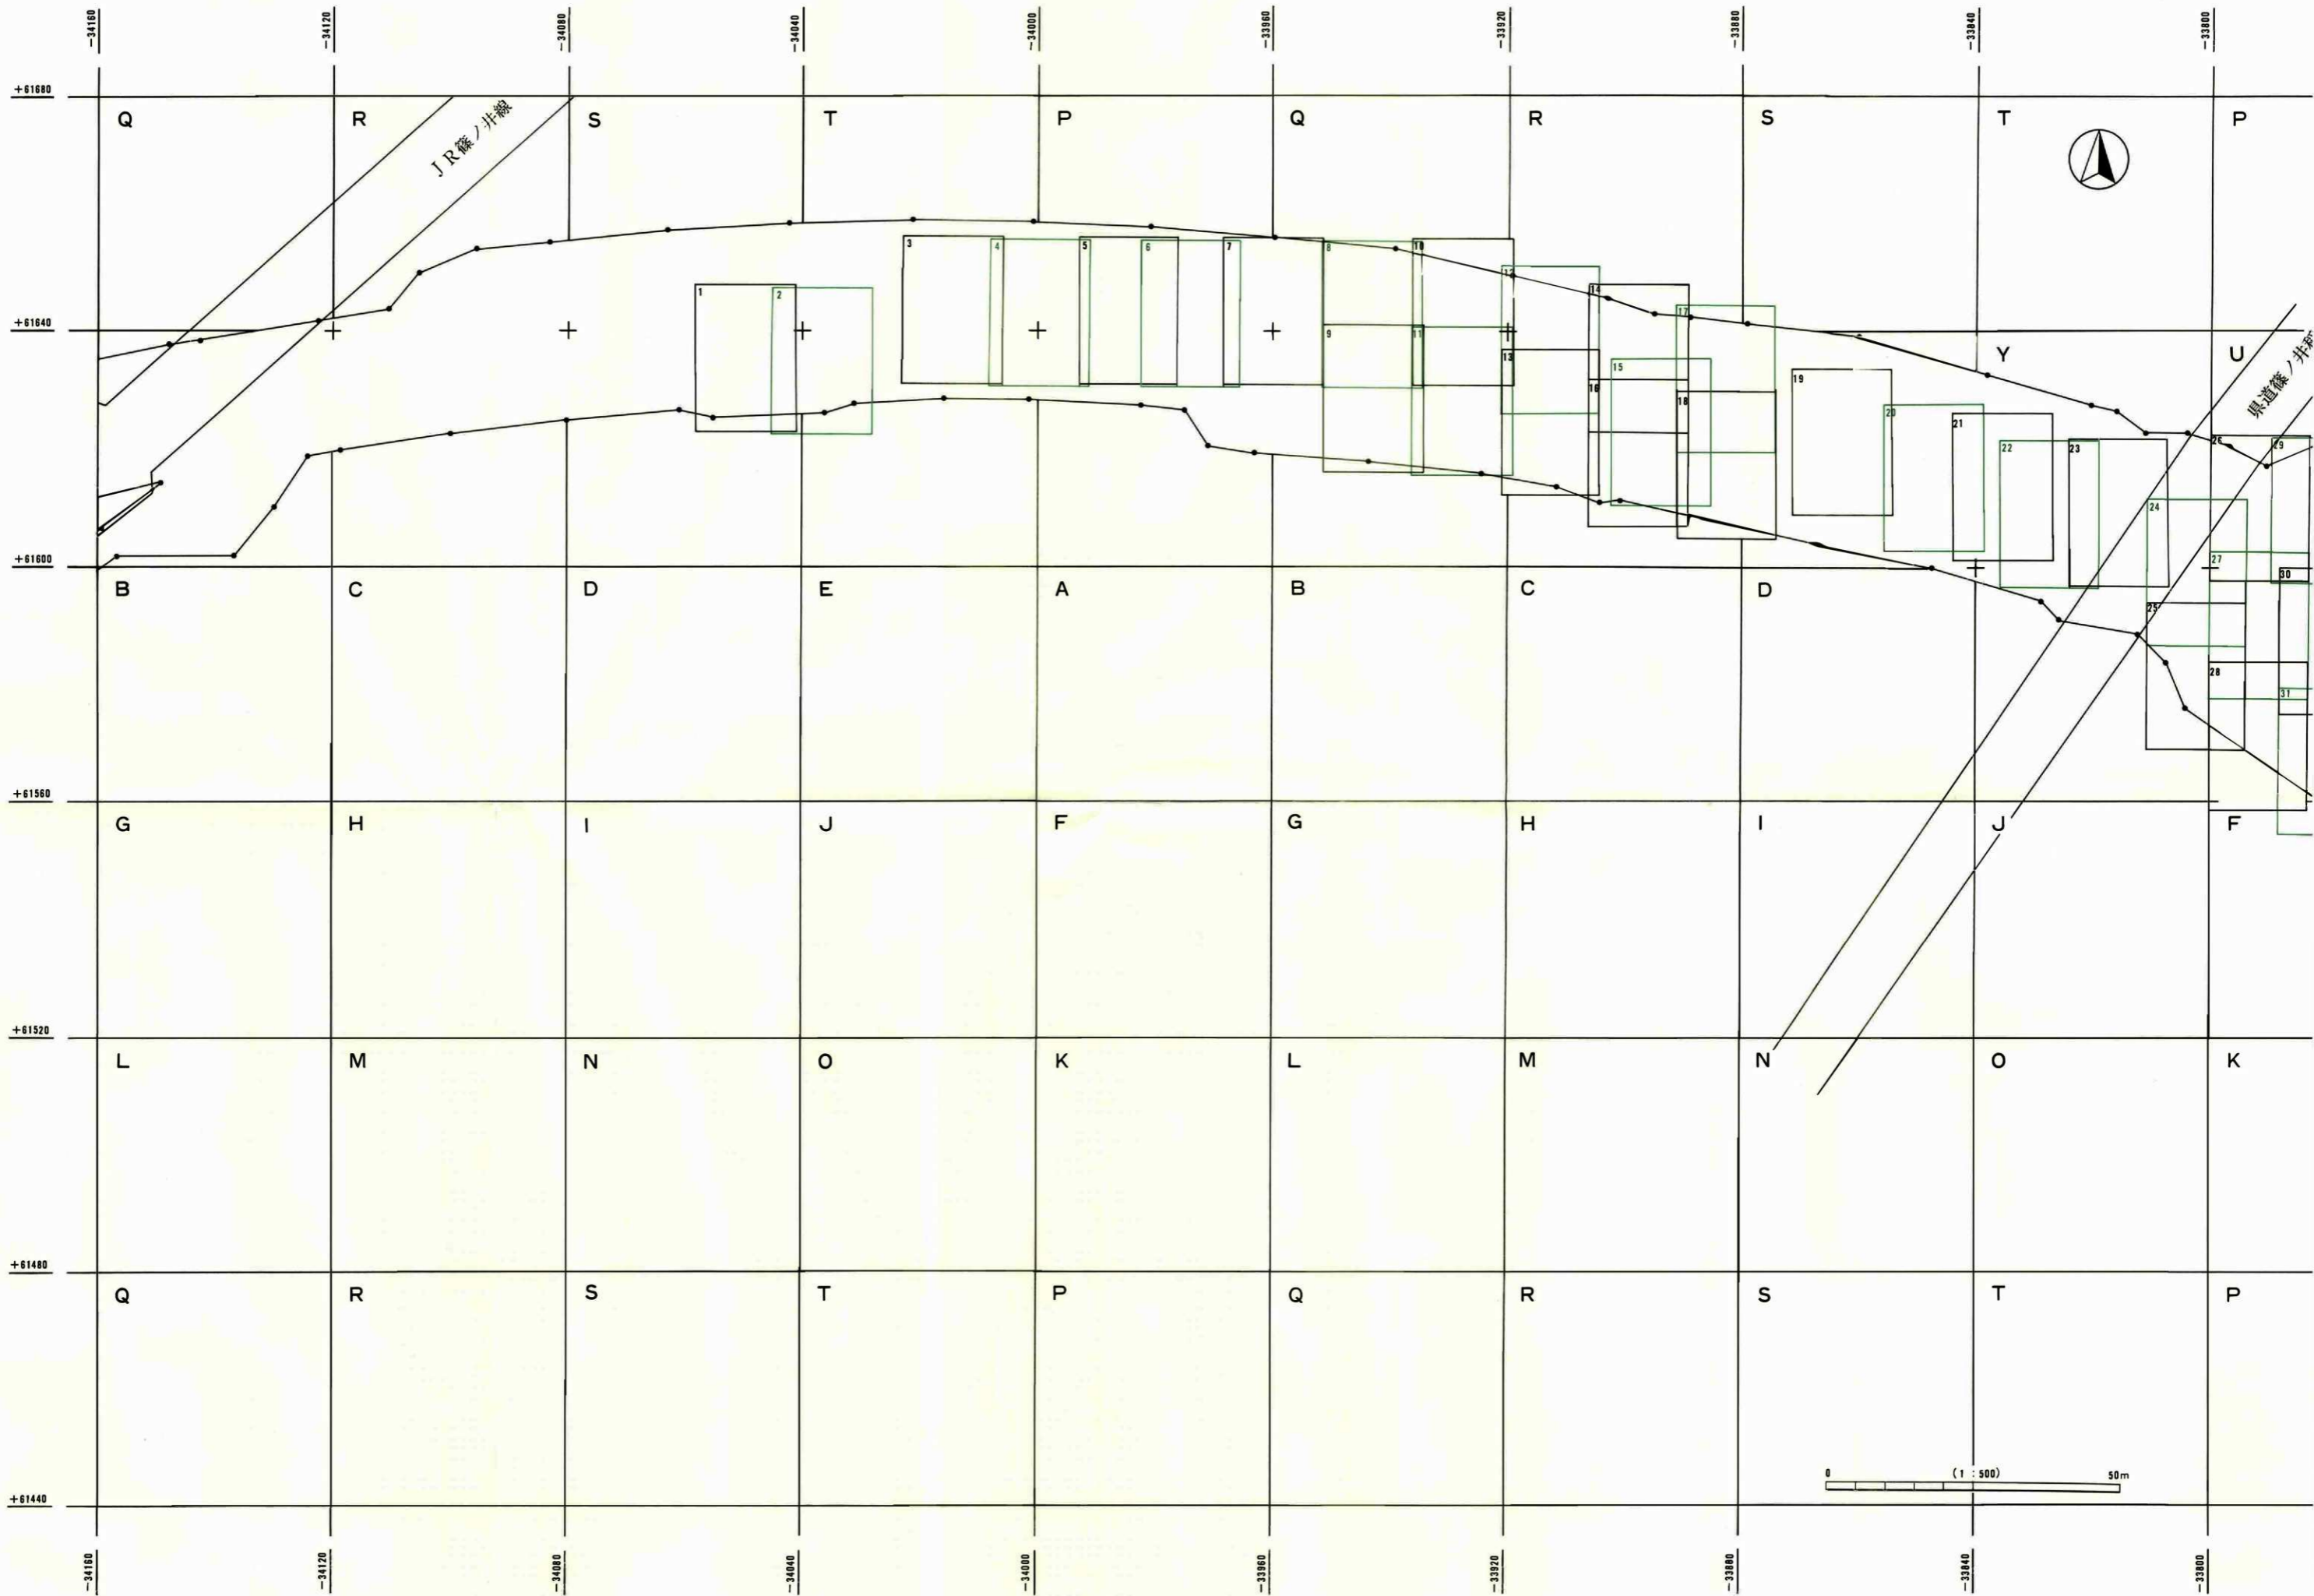 -34160 -34120 -34080 -34040 -34000 -33960 -33920 -33880 -33840 -33800
+61680
Q R S T P Q R S T P
JR篠ノ井線
3 4 5 6 7 8 10
12
1 2 14
17
+61640
9 11
Y U
13
15
16
18
19
県道篠ノ井
20
21
22 23
26 29
24
27
+61600
30
B C D E A B C D
25
28
31
+61560
G H I J F G H I J F
+61520
L M N O K L M N O K
+61480
Q R S T P Q R S T P
0 (1:500) 50m
+61440
-34160 -34120 -34080 -34040 -34000 -33960 -33920 -33880 -33840 -33800